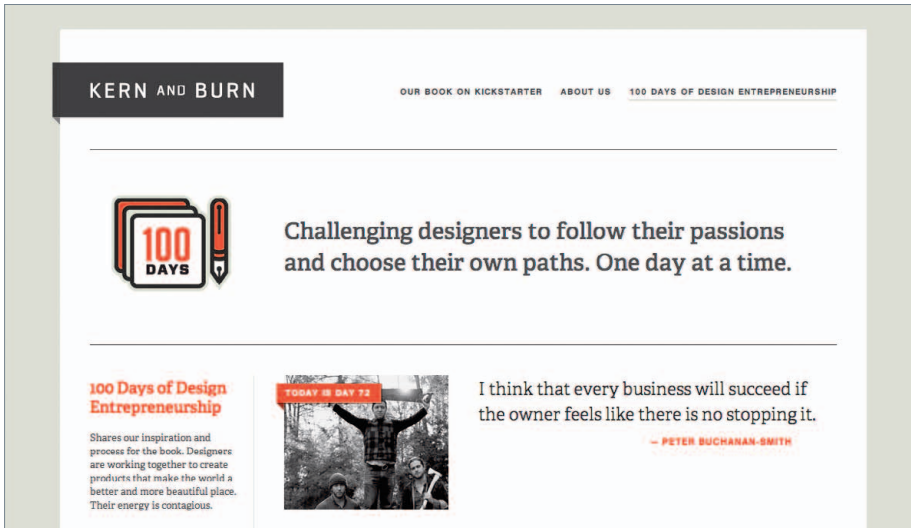 KERN AND BURN
OUR BOOK ON KICKSTARTER ABOUT US 100 DAYS OF DESIGN ENTREPRENEURSHIP
100
DAYS
Challenging designers to follow their passions
and choose their own paths. One day at a time.
100 Days of Design
Entrepreneurship
Shares our inspiration and
process for the book. Designers
are working together to create
products that make the world a
better and more beautiful place.
Their energy is contagious.
TODAY IS DAY 72
I think that every business will succeed if
the owner feels like there is no stopping it.
– PETER BUCHANAN-SMITH